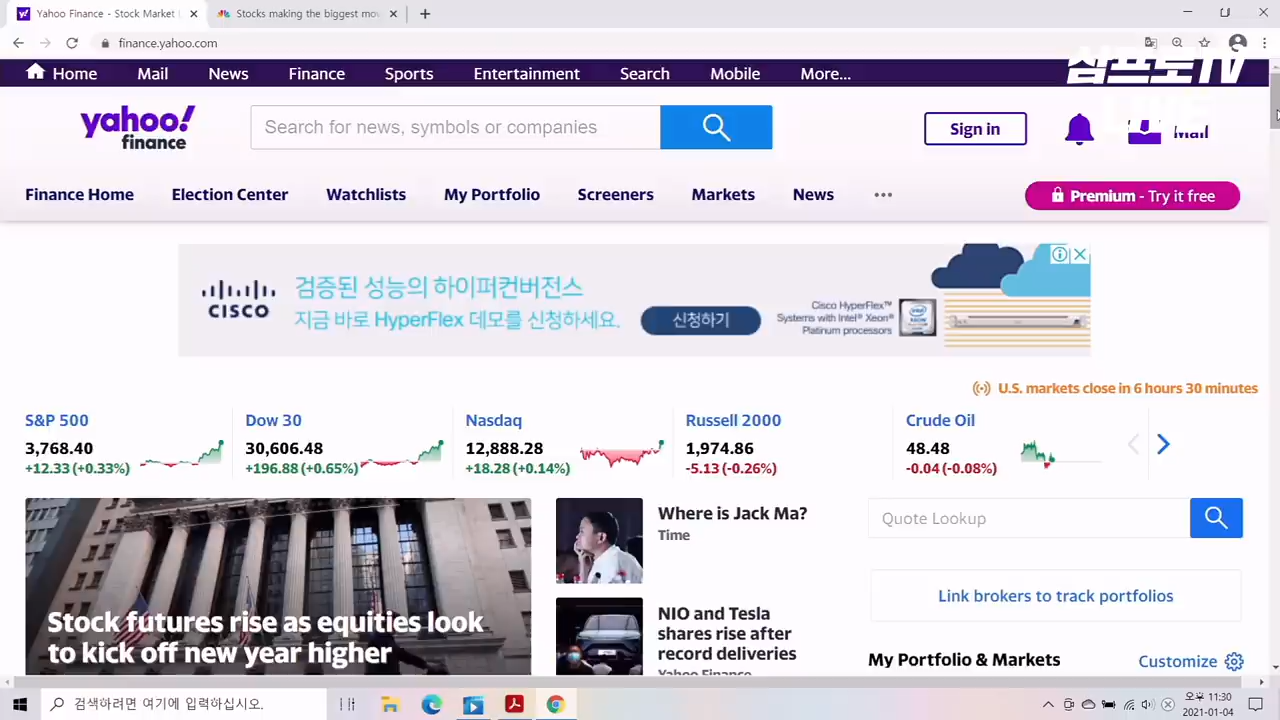 Yahoo Finance - Stock Market
Stocks making the biggest mov
finance.yahoo.com
Home Mail News Finance Sports Entertainment Search Mobile More...
삼프로TV
LIVE
yahoo!
finance
Search for news, symbols or companies
Sign in
Mail
Finance Home Election Center Watchlists My Portfolio Screeners Markets News
Premium - Try it free
CISCO
검증된 성능의 하이퍼컨버전스
지금 바로 HyperFlex 데모를 신청하세요.
신청하기
Cisco HyperFlex™
Systems with Intel® Xeon®
Platinum processors
U.S. markets close in 6 hours 30 minutes
S&P 500
3,768.40
+12.33 (+0.33%)
Dow 30
30,606.48
+196.88 (+0.65%)
Nasdaq
12,888.28
+18.28 (+0.14%)
Russell 2000
1,974.86
-5.13 (-0.26%)
Crude Oil
48.48
-0.04 (-0.08%)
Stock futures rise as equities look
to kick off new year higher
Where is Jack Ma?
Time
NIO and Tesla
shares rise after
record deliveries
Yahoo Finance
Quote Lookup
Link brokers to track portfolios
My Portfolio & Markets
Customize
검색하려면 여기에 입력하십시오.
오후 11:30
2021-01-04